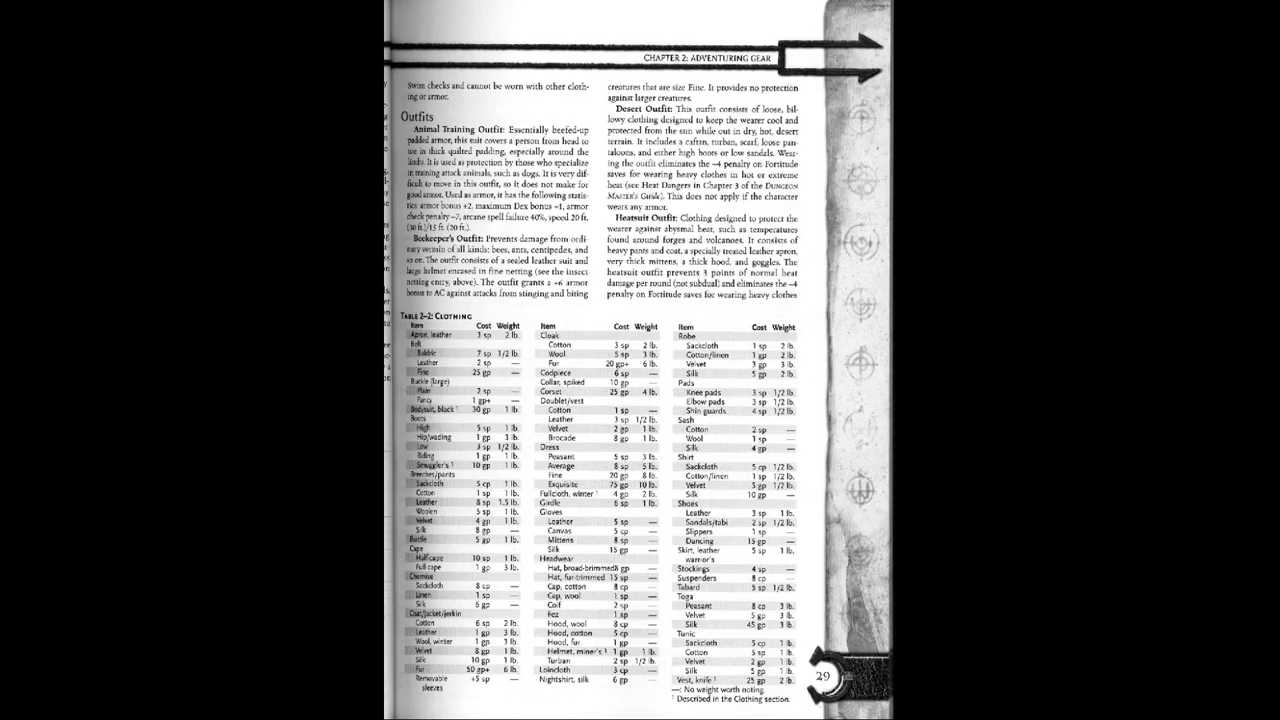 CHAPTER 2: ADVENTURING GEAR
Swim checks and cannot be worn with other cloth-
ing or armor.
Outfits
Animal Training Outfit: Essentially beefed-up
padded armor, this suit covers a person from head to
toe in thick quilted padding, especially around the
limbs. It is used as protection by those who specialize
in training attack animals, such as dogs. It is very dif-
ficult to move in this outfit, so it does not make for
good armor. Used as armor, it has the following statis-
tics: armor bonus +2, maximum Dex bonus +1, armor
check penalty –7, arcane spell failure 40%, speed 20 ft.
(30 ft.)/15 ft. (20 ft.).
Beekeeper's Outfit: Prevents damage from ordi-
nary vermin of all kinds: bees, ants, centipedes, and
so on. The outfit consists of a sealed leather suit and
large helmet encased in fine netting (see the insect
netting entry, above). The outfit grants a +6 armor
bonus to AC against attacks from stinging and biting
creatures that are size Fine. It provides no protection
against larger creatures.
Desert Outfit: This outfit consists of loose, bil-
lowy clothing designed to keep the wearer cool and
protected from the sun while out in dry, hot, desert
terrain. It includes a caftan, turban, scarf, loose pan-
taloons, and either high boots or low sandals. Wear-
ing the outfit eliminates the –4 penalty on Fortitude
saves for wearing heavy clothes in hot or extreme
heat (see Heat Dangers in Chapter 3 of the DUNGEON
MASTER'S Guide). This does not apply if the character
wears any armor.
Heatsuit Outfit: Clothing designed to protect the
wearer against abysmal heat, such as temperatures
found around forges and volcanoes. It consists of
heavy pants and coat, a specially treated leather apron,
very thick mittens, a thick hood, and goggles. The
heatsuit outfit prevents 3 points of normal heat
damage per round (not subdual) and eliminates the –4
penalty on Fortitude saves for wearing heavy clothes
TABLE 2–2: CLOTHING
Item Cost Weight
Apron, leather 3 sp 2 lb.
Belt
Baldric 7 sp 1/2 lb.
Leather 2 sp —
Fine 25 gp —
Buckle (large)
Plain 2 sp —
Fancy 1 gp+ —
Bodysuit, black ¹ 30 gp 1 lb.
Boots
High 5 sp 1 lb.
Hip/wading 1 gp 3 lb.
Low 3 sp 1/2 lb.
Riding 1 gp 1 lb.
Smuggler's ¹ 10 gp 1 lb.
Breeches/pants
Sackcloth 5 cp 1 lb.
Cotton 1 sp 1 lb.
Leather 8 sp 1.5 lb.
Woolen 5 sp 1 lb.
Velvet 4 gp 1 lb.
Silk 8 gp —
Bustle 5 gp 1 lb.
Cape
Half-cape 10 sp 1 lb.
Full cape 1 gp 3 lb.
Chemise
Sackcloth 8 cp —
Linen 1 sp —
Silk 6 gp —
Coat/jacket/jerkin
Cotton 6 sp 2 lb.
Leather 1 gp 3 lb.
Wool, winter 1 gp 3 lb.
Velvet 8 gp 1 lb.
Silk 10 gp 1 lb.
Fur 50 gp+ 6 lb.
Removable +5 sp —
sleeves
Item Cost Weight
Cloak
Cotton 3 sp 2 lb.
Wool 5 sp 3 lb.
Fur 20 gp+ 6 lb.
Codpiece 6 sp —
Collar, spiked 10 gp —
Corset 25 gp 4 lb.
Doublet/vest
Cotton 1 sp —
Leather 3 sp 1/2 lb.
Velvet 2 gp 1 lb.
Brocade 8 gp 1 lb.
Dress
Peasant 5 sp 3 lb.
Average 8 sp 5 lb.
Fine 20 gp 8 lb.
Exquisite 75 gp 10 lb.
Fullcloth, winter ¹ 4 gp 2 lb.
Girdle 6 sp 1 lb.
Gloves
Leather 5 sp —
Canvas 5 cp —
Mittens 8 sp —
Silk 15 gp —
Headwear
Hat, broad-brimmed 8 gp —
Hat, fur-trimmed 15 sp —
Cap, cotton 8 cp —
Cap, wool 1 sp —
Coif 2 sp —
Fez 1 sp —
Hood, wool 8 cp —
Hood, cotton 5 cp —
Hood, fur 1 gp —
Helmet, miner's ¹ 1 gp 1 lb.
Turban 2 sp 1/2 lb.
Loincloth 3 cp —
Nightshirt, silk 6 gp —
Item Cost Weight
Robe
Sackcloth 1 sp 2 lb.
Cotton/linen 1 gp 2 lb.
Velvet 3 gp 3 lb.
Silk 5 gp 2 lb.
Pads
Knee pads 3 sp 1/2 lb.
Elbow pads 3 sp 1/2 lb.
Shin guards 4 sp 1/2 lb.
Sash
Cotton 2 sp —
Wool 1 sp —
Silk 4 gp —
Shirt
Sackcloth 5 cp 1/2 lb.
Cotton/linen 1 sp 1/2 lb.
Velvet 5 gp 1/2 lb.
Silk 10 gp —
Shoes
Leather 3 sp 1 lb.
Sandals/tabi 2 sp 1/2 lb.
Slippers 1 sp —
Dancing 15 gp —
Skirt, leather 5 sp 1 lb.
warrior's
Stockings 4 sp —
Suspenders 8 cp —
Tabard 5 sp 1/2 lb.
Toga
Peasant 8 cp 3 lb.
Velvet 5 gp 3 lb.
Silk 45 gp 3 lb.
Tunic
Sackcloth 5 cp 1 lb.
Cotton 5 sp 1 lb.
Velvet 2 gp 1 lb.
Silk 5 gp 1 lb.
Vest, knife ¹ 25 gp 2 lb.
—: No weight worth noting.
¹ Described in the Clothing section.
29